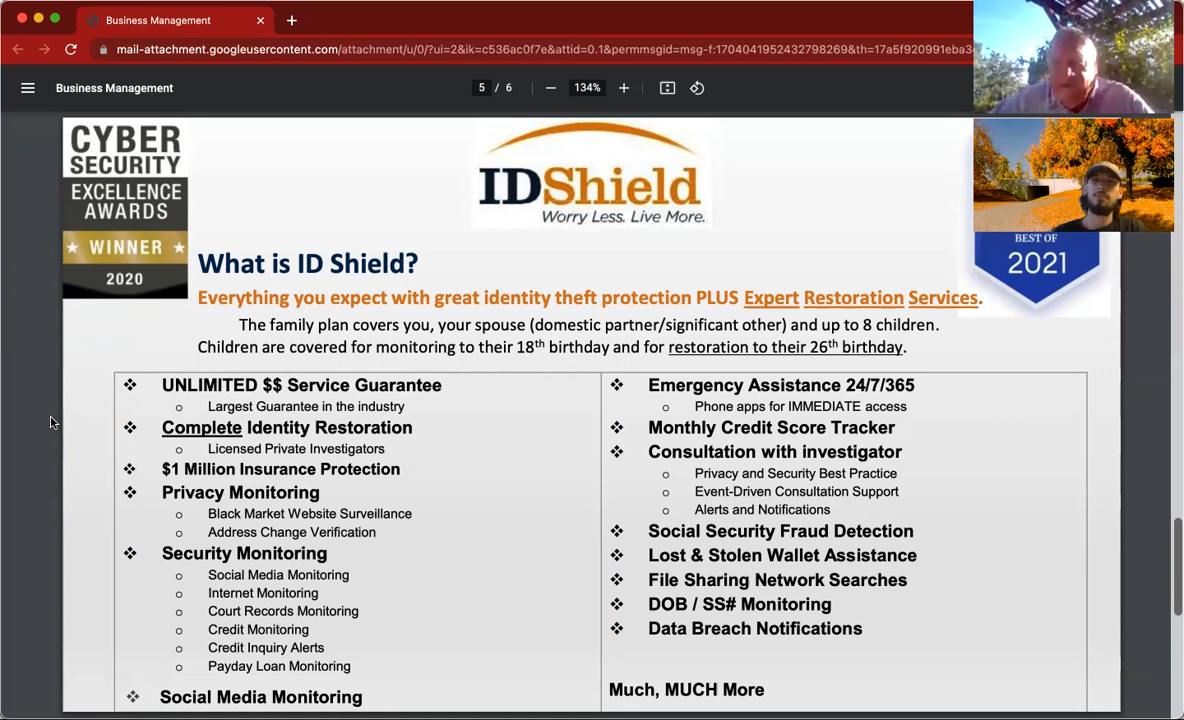 Business Management
mail-attachment.googleusercontent.com/attachment/u/0/?ui=2&ik=c536ac0f7e&attid=0.1&permmsgid=msg-f:1704041952432798269&th=17a5f920991eba3
Business Management
5 / 6
134%
CYBER
SECURITY
EXCELLENCE
AWARDS
WINNER
2020
IDShield
Worry Less. Live More.
BEST OF
2021
What is ID Shield?
Everything you expect with great identity theft protection PLUS Expert Restoration Services.
The family plan covers you, your spouse (domestic partner/significant other) and up to 8 children.
Children are covered for monitoring to their 18th birthday and for restoration to their 26th birthday.
❖ UNLIMITED $$ Service Guarantee
o Largest Guarantee in the industry
❖ Complete Identity Restoration
o Licensed Private Investigators
❖ $1 Million Insurance Protection
❖ Privacy Monitoring
o Black Market Website Surveillance
o Address Change Verification
❖ Security Monitoring
o Social Media Monitoring
o Internet Monitoring
o Court Records Monitoring
o Credit Monitoring
o Credit Inquiry Alerts
o Payday Loan Monitoring
❖ Social Media Monitoring
❖ Emergency Assistance 24/7/365
o Phone apps for IMMEDIATE access
❖ Monthly Credit Score Tracker
❖ Consultation with investigator
o Privacy and Security Best Practice
o Event-Driven Consultation Support
o Alerts and Notifications
❖ Social Security Fraud Detection
❖ Lost & Stolen Wallet Assistance
❖ File Sharing Network Searches
❖ DOB / SS# Monitoring
❖ Data Breach Notifications
Much, MUCH More